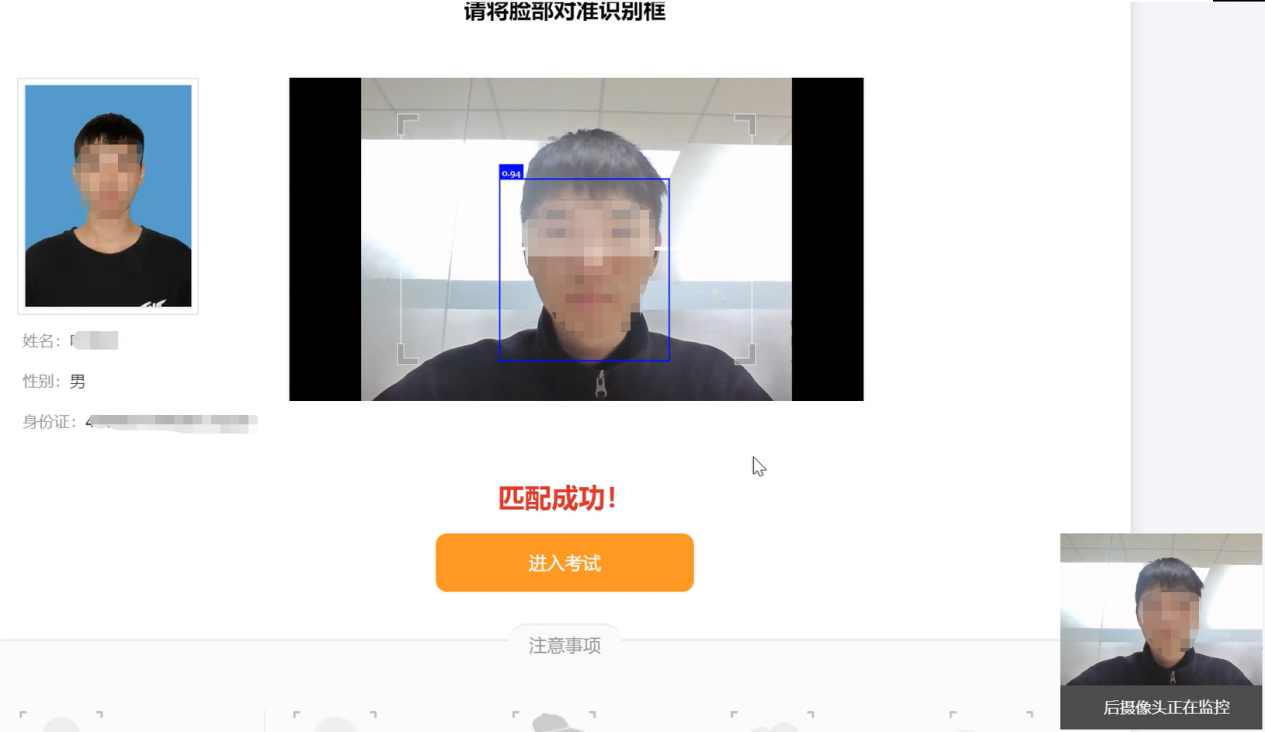 请将脸部对准识别框
0.94
姓名：
性别：男
身份证：4
匹配成功！
进入考试
注意事项
后摄像头正在监控